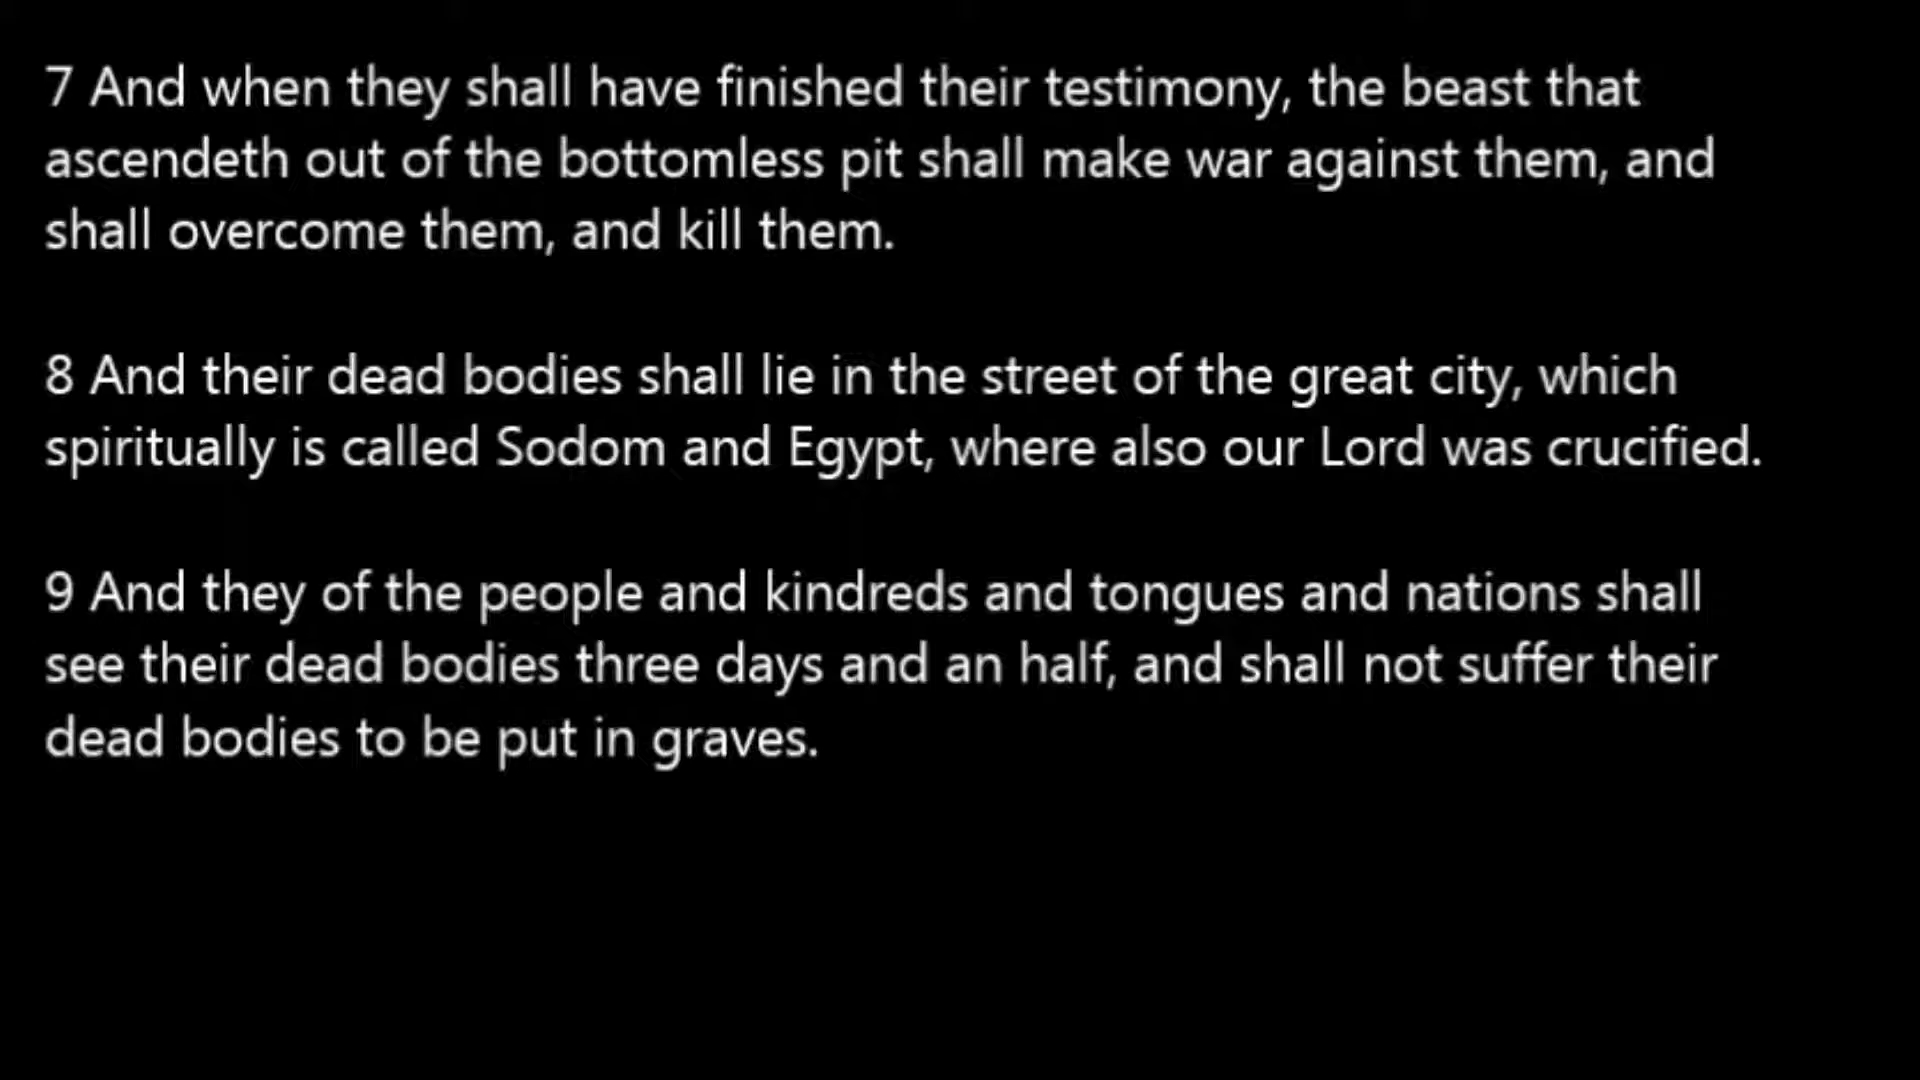 7 And when they shall have finished their testimony, the beast that
ascendeth out of the bottomless pit shall make war against them, and
shall overcome them, and kill them.
8 And their dead bodies shall lie in the street of the great city, which
spiritually is called Sodom and Egypt, where also our Lord was crucified.
9 And they of the people and kindreds and tongues and nations shall
see their dead bodies three days and an half, and shall not suffer their
dead bodies to be put in graves.